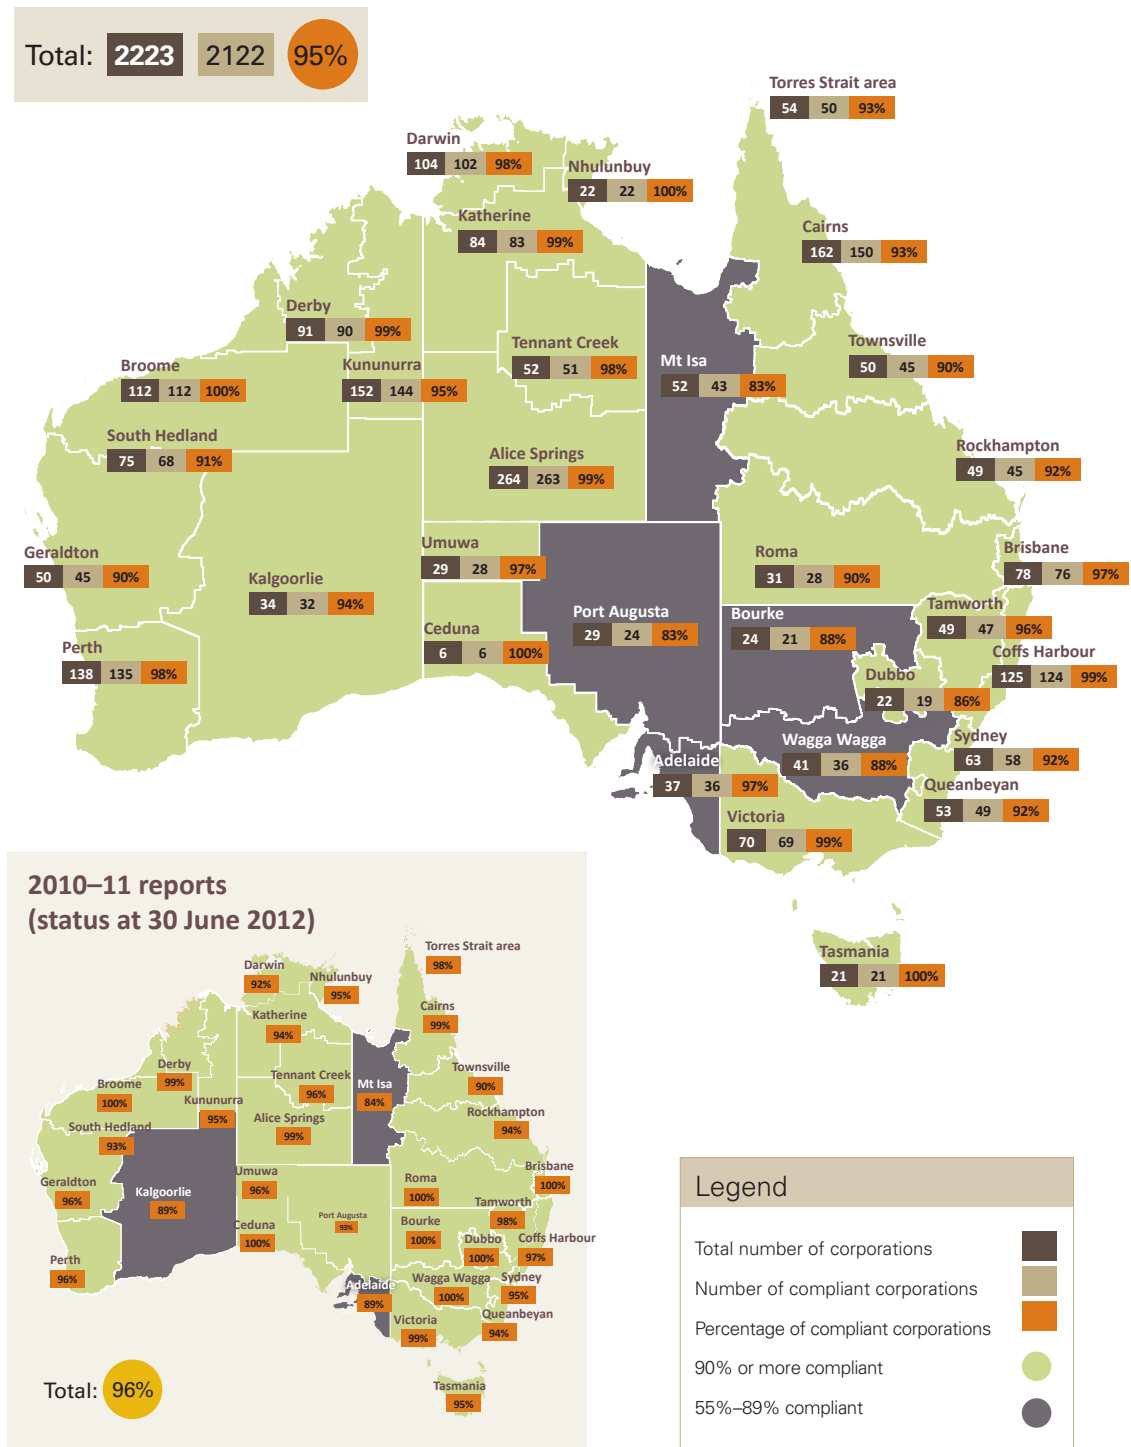 Total: 2223 2122 95%
Torres Strait area
54 50 93%
Darwin
104 102 98%
Nhulunbuy
22 22 100%
Katherine
84 83 99%
Cairns
162 150 93%
Derby
91 90 99%
Tennant Creek
52 51 98%
Townsville
50 45 90%
Mt Isa
52 43 83%
Broome
112 112 100%
Kununurra
152 144 95%
South Hedland
75 68 91%
Alice Springs
264 263 99%
Rockhampton
49 45 92%
Geraldton
50 45 90%
Umuwa
29 28 97%
Roma
31 28 90%
Brisbane
78 76 97%
Kalgoorlie
34 32 94%
Port Augusta
29 24 83%
Bourke
24 21 88%
Tamworth
49 47 96%
Ceduna
6 6 100%
Coffs Harbour
125 124 99%
Perth
138 135 98%
Dubbo
22 19 86%
Wagga Wagga
41 36 88%
Sydney
63 58 92%
Adelaide
37 36 97%
Queanbeyan
53 49 92%
Victoria
70 69 99%
Tasmania
21 21 100%
2010–11 reports
(status at 30 June 2012)
Torres Strait area
98%
Darwin
92%
Nhulunbuy
95%
Katherine
94%
Cairns
99%
Derby
99%
Tennant Creek
96%
Mt Isa
84%
Townsville
90%
Broome
100%
Kununurra
95%
Alice Springs
99%
Rockhampton
94%
South Hedland
93%
Geraldton
96%
Kalgoorlie
89%
Umuwa
96%
Roma
100%
Brisbane
100%
Port Augusta
93%
Tamworth
98%
Ceduna
100%
Bourke
100%
Dubbo
100%
Coffs Harbour
97%
Perth
96%
Adelaide
89%
Wagga Wagga
100%
Sydney
95%
Victoria
99%
Queanbeyan
94%
Tasmania
95%
Total: 96%
Legend
Total number of corporations
Number of compliant corporations
Percentage of compliant corporations
90% or more compliant
55%–89% compliant